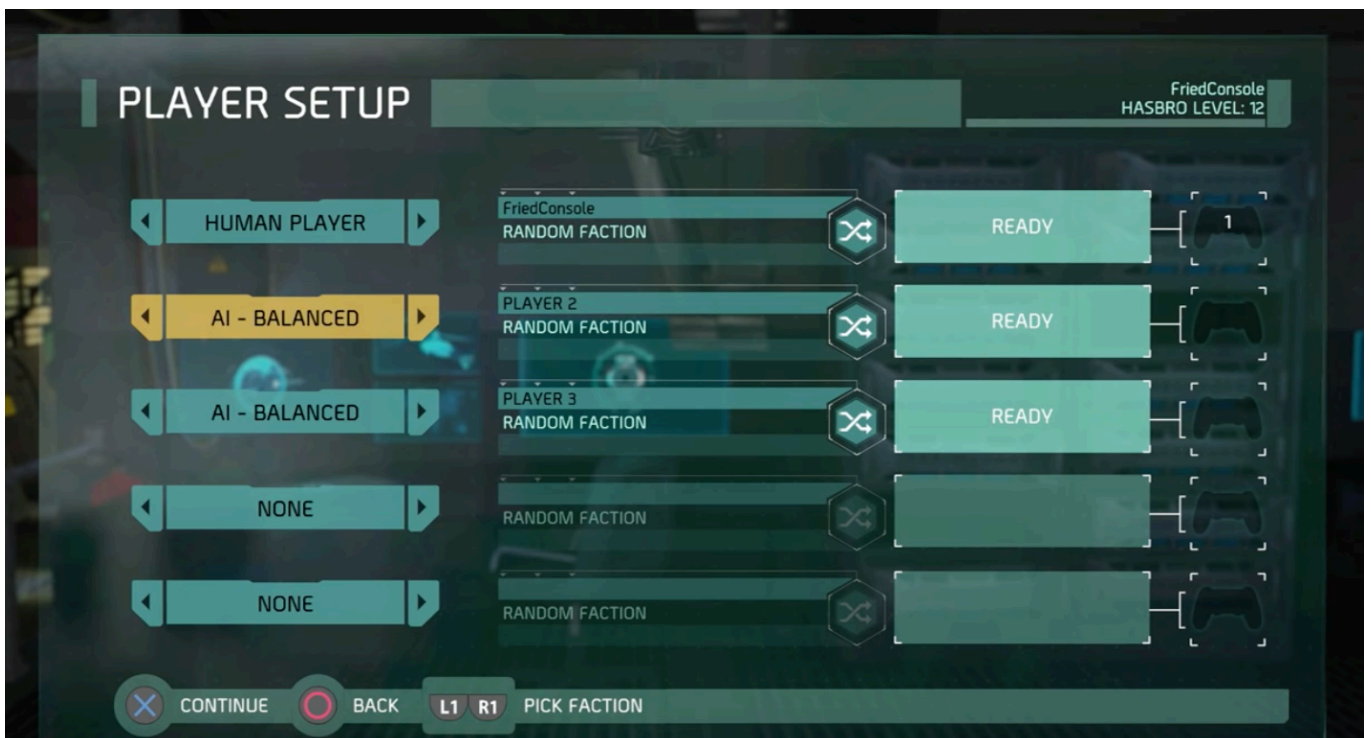 PLAYER SETUP
FriedConsole
HASBRO LEVEL: 12
HUMAN PLAYER
FriedConsole
RANDOM FACTION
READY
1
AI - BALANCED
PLAYER 2
RANDOM FACTION
READY
AI - BALANCED
PLAYER 3
RANDOM FACTION
READY
NONE
RANDOM FACTION
NONE
RANDOM FACTION
CONTINUE
BACK
L1 R1 PICK FACTION